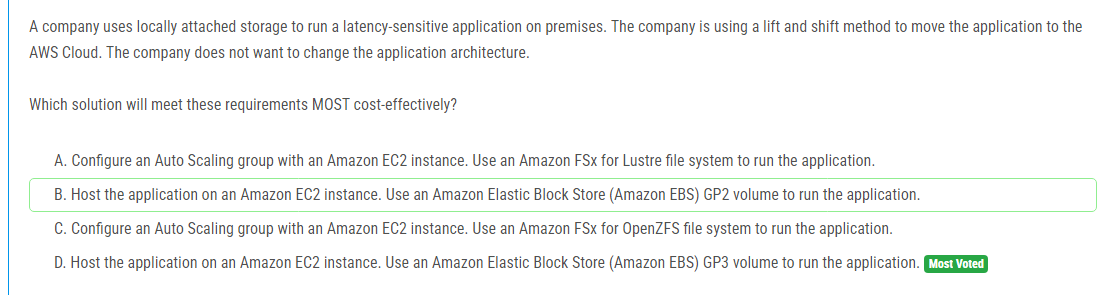 A company uses locally attached storage to run a latency-sensitive application on premises. The company is using a lift and shift method to move the application to the
AWS Cloud. The company does not want to change the application architecture.
Which solution will meet these requirements MOST cost-effectively?
A. Configure an Auto Scaling group with an Amazon EC2 instance. Use an Amazon FSx for Lustre file system to run the application.
B. Host the application on an Amazon EC2 instance. Use an Amazon Elastic Block Store (Amazon EBS) GP2 volume to run the application.
C. Configure an Auto Scaling group with an Amazon EC2 instance. Use an Amazon FSx for OpenZFS file system to run the application.
D. Host the application on an Amazon EC2 instance. Use an Amazon Elastic Block Store (Amazon EBS) GP3 volume to run the application. Most Voted